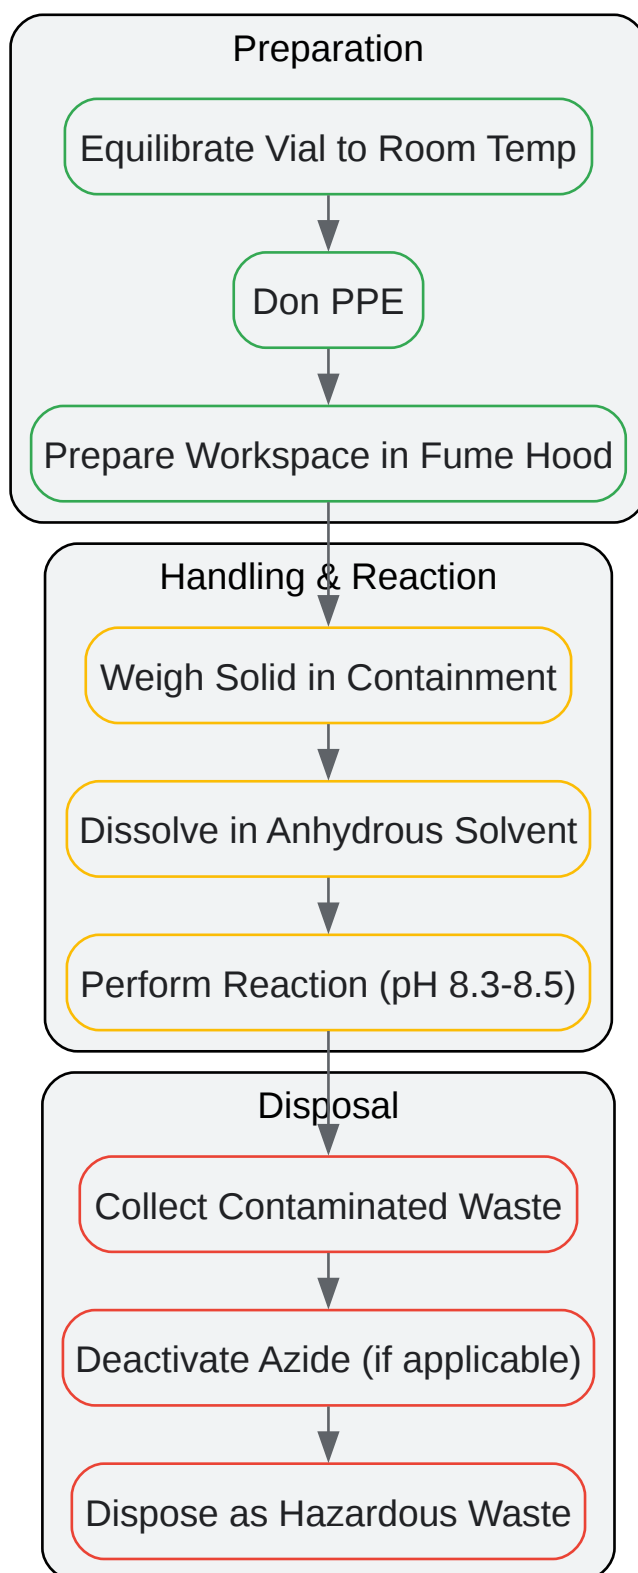 Preparation
Equilibrate Vial to Room Temp
Don PPE
Prepare Workspace in Fume Hood
Handling & Reaction
Weigh Solid in Containment
Dissolve in Anhydrous Solvent
Perform Reaction (pH 8.3-8.5)
Disposal
Collect Contaminated Waste
Deactivate Azide (if applicable)
Dispose as Hazardous Waste